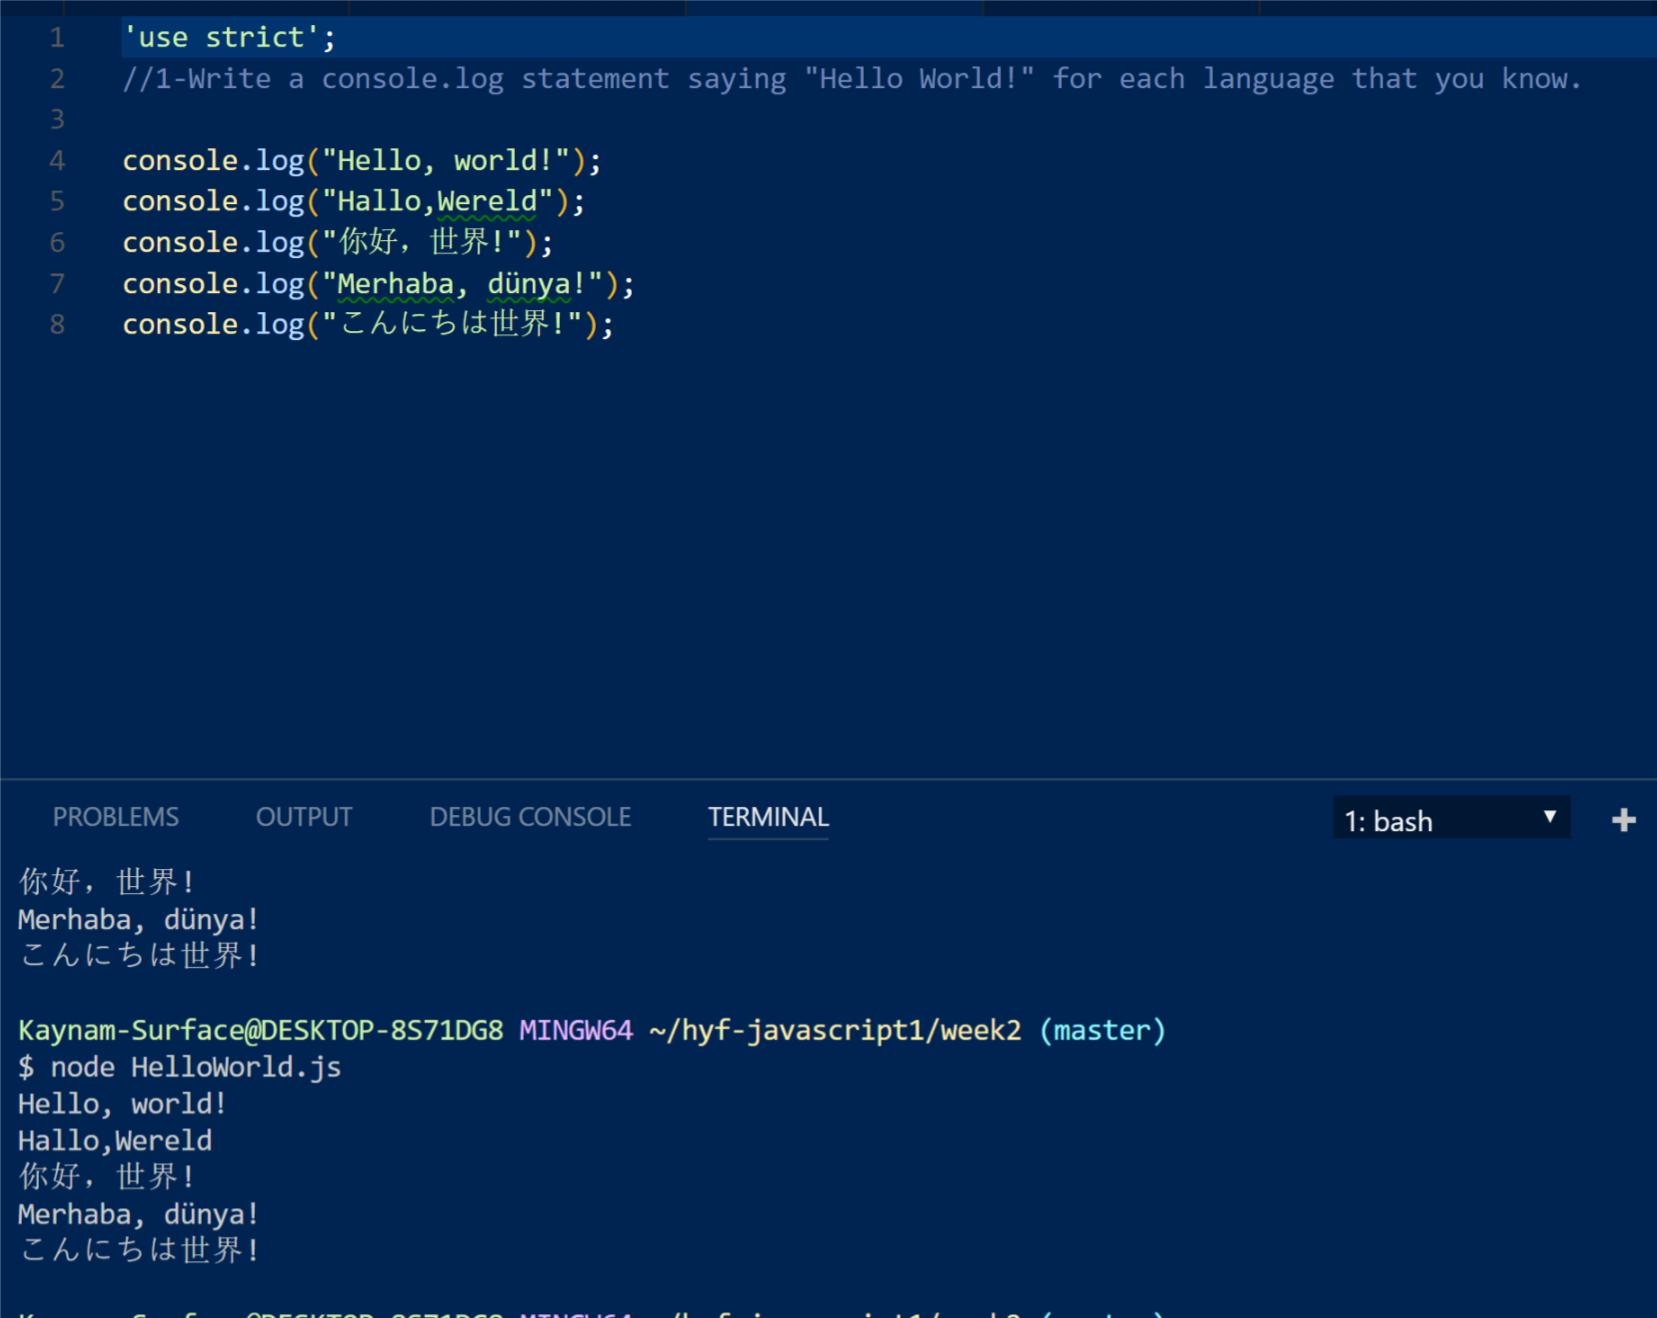 1 'use strict';
2 //1-Write a console.log statement saying "Hello World!" for each language that you know.
3
4 console.log("Hello, world!");
5 console.log("Hallo,Wereld");
6 console.log("你好，世界!");
7 console.log("Merhaba, dünya!");
8 console.log("こんにちは世界!");
PROBLEMS OUTPUT DEBUG CONSOLE TERMINAL 1: bash
你好，世界!
Merhaba, dünya!
こんにちは世界!
Kaynam-Surface@DESKTOP-8S71DG8 MINGW64 ~/hyf-javascript1/week2 (master)
$ node HelloWorld.js
Hello, world!
Hallo,Wereld
你好，世界!
Merhaba, dünya!
こんにちは世界!